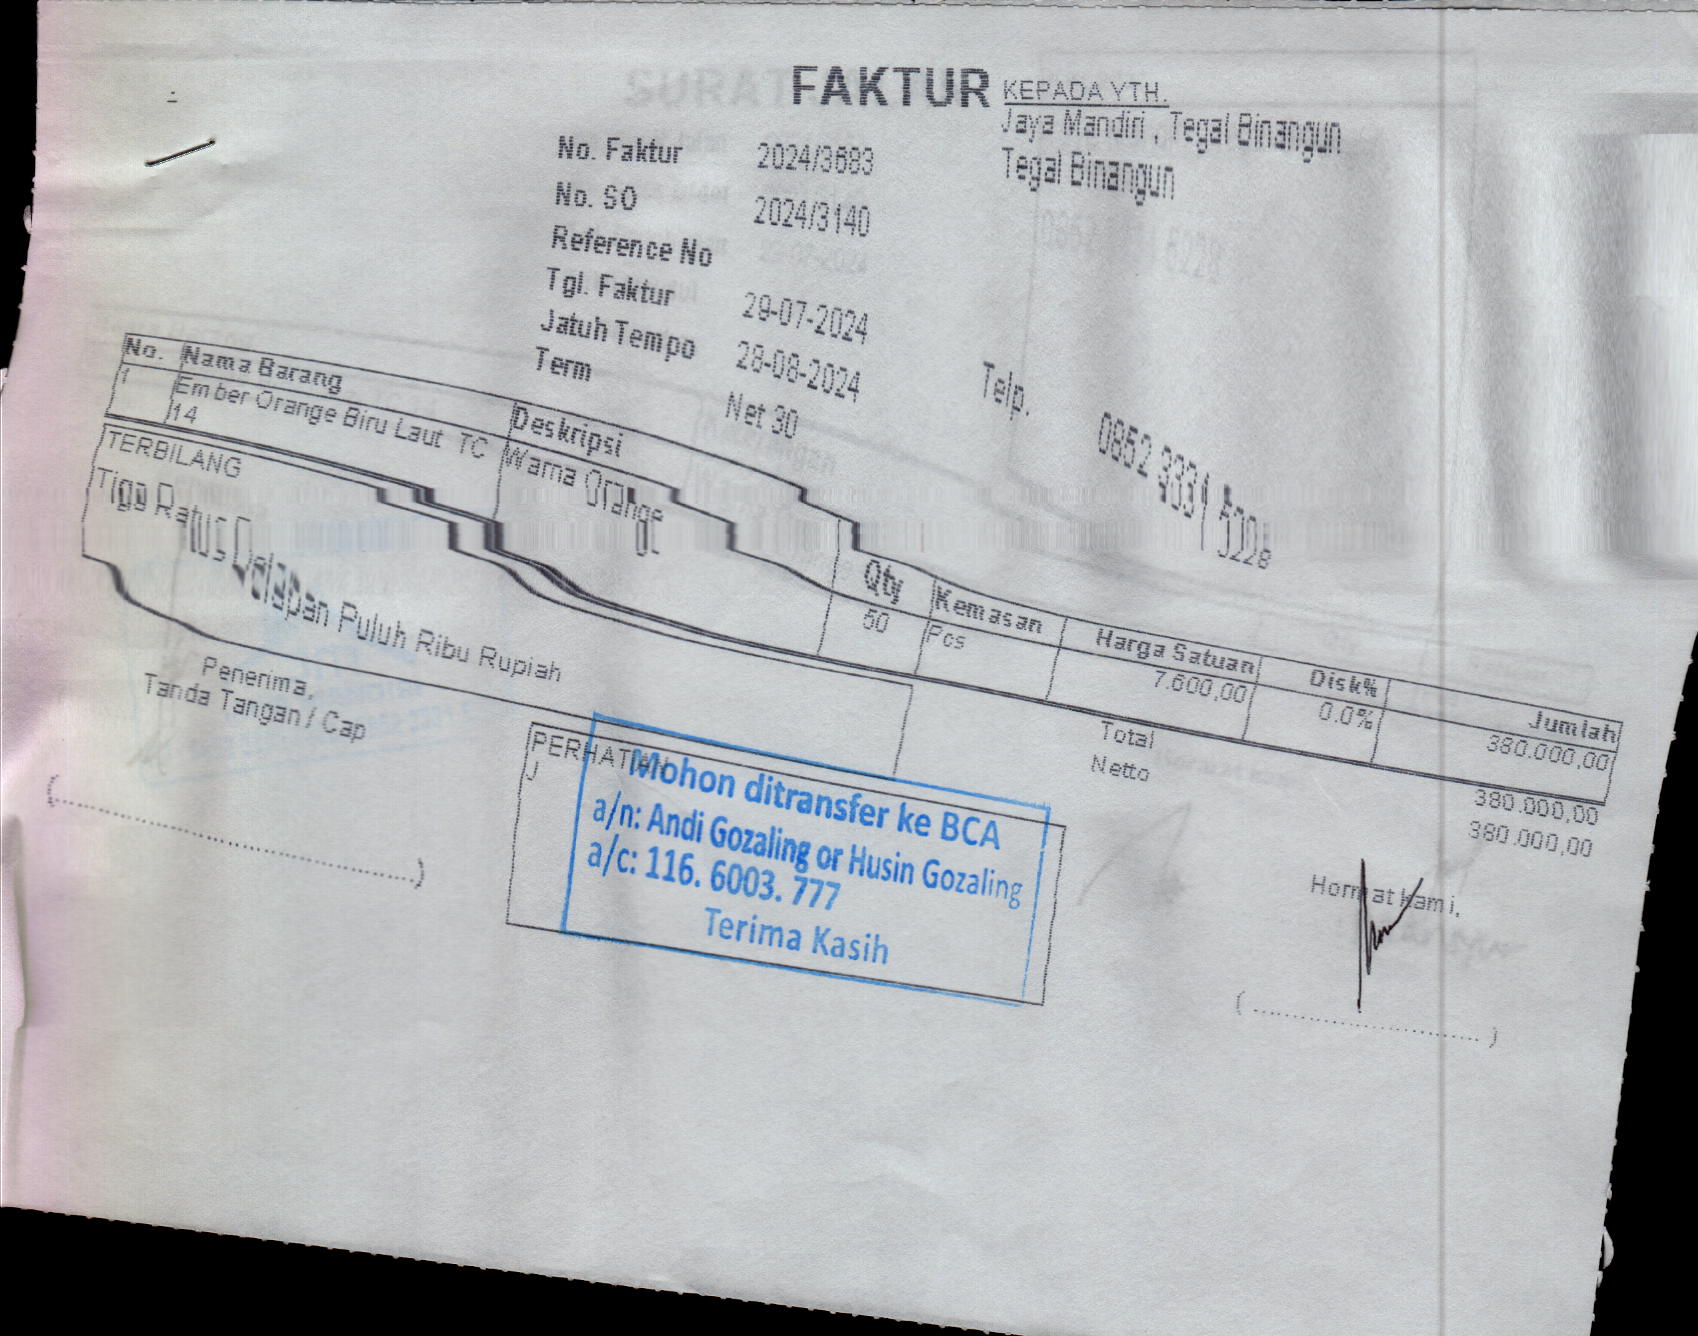 FAKTUR
KEPADA YTH.
Jaya Mandiri , Tegal Binangun
Tegal Binangun
No. Faktur 2024/3683
No. SO 2024/3140
Reference No
Tgl. Faktur 29-07-2024
Jatuh Tempo 28-08-2024
Term Net 30
Telp. 0852 3331 5228
No. Nama Barang Deskripsi Qty Kemasan Harga Satuan Disk% Jumlah
1 Ember Orange Biru Laut TC Warna Orange 50 Pcs 7.600,00 0.0% 380.000,00
14
TERBILANG
Tiga Ratus Delapan Puluh Ribu Rupiah
Total 380.000,00
Netto 380.000,00
Penerima,
Tanda Tangan / Cap
(........................................)
PERHATIAN
Mohon ditransfer ke BCA
a/n: Andi Gozaling or Husin Gozaling
a/c: 116. 6003. 777
Terima Kasih
Hormat kami,
(........................................)